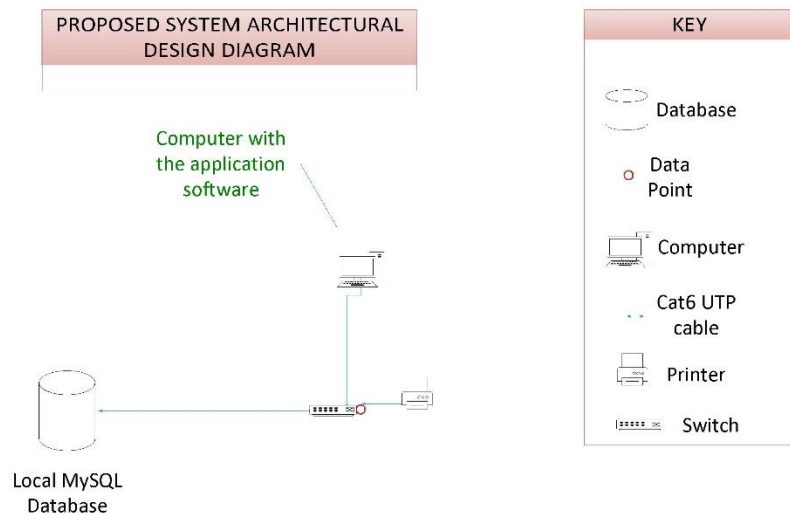 PROPOSED SYSTEM ARCHITECTURAL
DESIGN DIAGRAM
Computer with
the application
software
Local MySQL
Database
KEY
Database
Data
Point
Computer
Cat6 UTP
cable
Printer
Switch